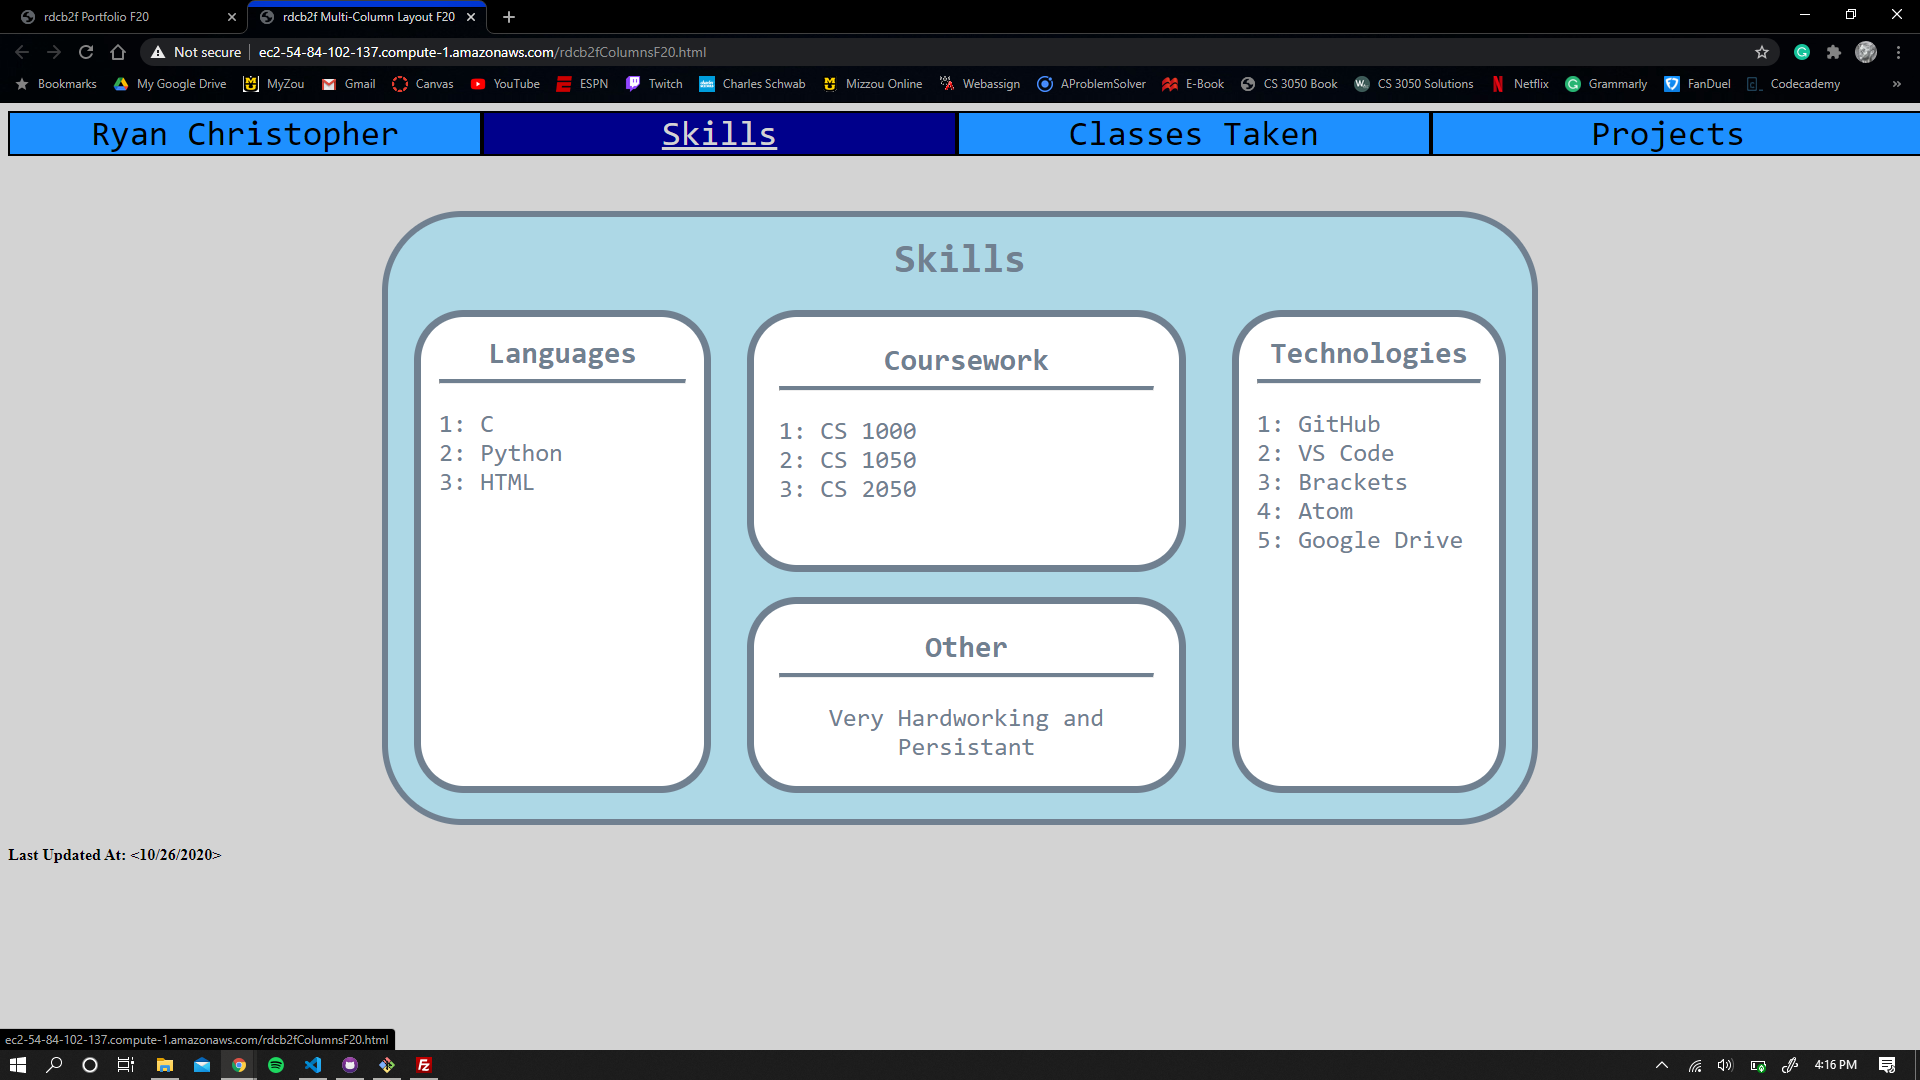 rdcb2f Portfolio F20
rdcb2f Multi-Column Layout F20
Not secure
ec2-54-84-102-137.compute-1.amazonaws.com/rdcb2fColumnsF20.html
Bookmarks My Google Drive MyZou Gmail Canvas YouTube ESPN Twitch Charles Schwab Mizzou Online Webassign AProblemSolver E-Book CS 3050 Book CS 3050 Solutions Netflix Grammarly FanDuel Codecademy »
Ryan Christopher Skills Classes Taken Projects
Skills
Languages
1: C
2: Python
3: HTML
Coursework
1: CS 1000
2: CS 1050
3: CS 2050
Other
Very Hardworking and
Persistant
Technologies
1: GitHub
2: VS Code
3: Brackets
4: Atom
5: Google Drive
Last Updated At: <10/26/2020>
ec2-54-84-102-137.compute-1.amazonaws.com/rdcb2fColumnsF20.html
4:16 PM